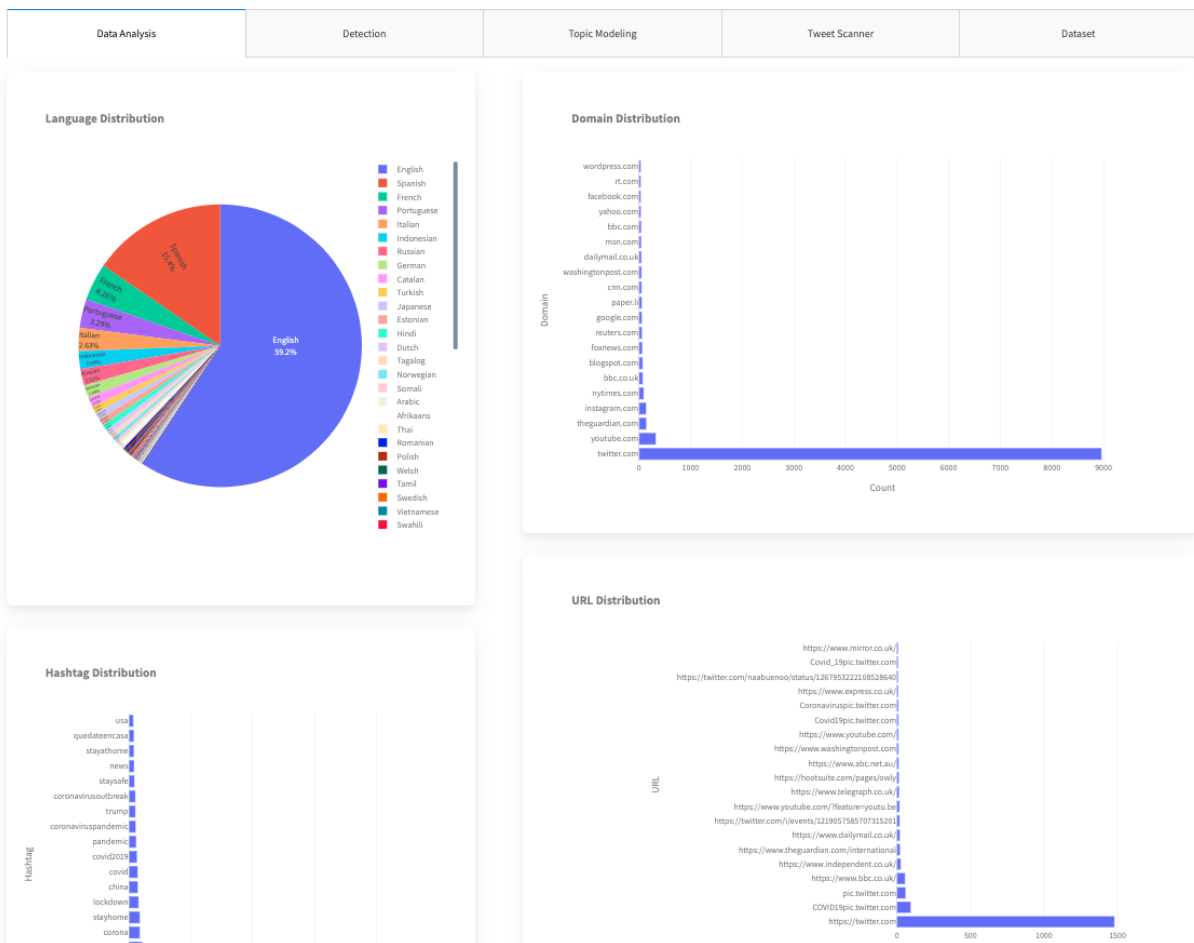 Data Analysis
Detection
Topic Modeling
Tweet Scanner
Dataset
Language Distribution
English
59.2%
Spanish
15.4%
French
4.26%
Portuguese
3.29%
Italian
2.63%
Indonesian
English
Spanish
French
Portuguese
Italian
Indonesian
Russian
German
Catalan
Turkish
Japanese
Estonian
Hindi
Dutch
Tagalog
Norwegian
Somali
Arabic
Afrikaans
Thai
Romanian
Polish
Welsh
Tamil
Swedish
Vietnamese
Swahili
Domain Distribution
Domain
wordpress.com
rt.com
facebook.com
yahoo.com
bbc.com
msn.com
dailymail.co.uk
washingtonpost.com
cnn.com
paper.li
google.com
reuters.com
foxnews.com
blogspot.com
bbc.co.uk
nytimes.com
instagram.com
theguardian.com
youtube.com
twitter.com
0 1000 2000 3000 4000 5000 6000 7000 8000 9000
Count
Hashtag Distribution
Hashtag
usa
quedateencasa
stayathome
news
staysafe
coronavirusoutbreak
trump
coronaviruspandemic
pandemic
covid2019
covid
china
lockdown
stayhome
corona
URL Distribution
URL
https://www.mirror.co.uk/
Covid_19pic.twitter.com
https://twitter.com/naabuenoo/status/1267953222108528640
https://www.express.co.uk/
Coronaviruspic.twitter.com
Covid19pic.twitter.com
https://www.youtube.com/
https://www.washingtonpost.com
https://www.abc.net.au/
https://hootsuite.com/pages/owly
https://www.telegraph.co.uk/
https://www.youtube.com/?feature=youtu.be
https://twitter.com/i/events/1219057585707315201
https://www.dailymail.co.uk/
https://www.theguardian.com/international
https://www.independent.co.uk/
https://www.bbc.co.uk/
pic.twitter.com
COVID19pic.twitter.com
https://twitter.com
0 500 1000 1500